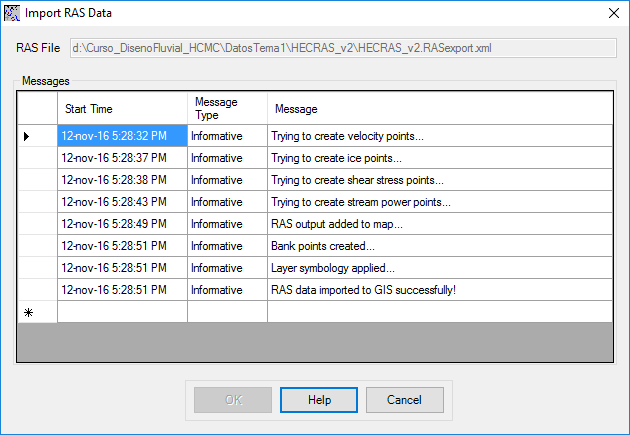 Import RAS Data
RAS File d:\Curso_DisenoFluvial_HCMC\DatosTema1\HECRAS_v2\HECRAS_v2.RASexport.xml
Messages
Start Time Message Type Message
12-nov-16 5:28:32 PM Informative Trying to create velocity points...
12-nov-16 5:28:37 PM Informative Trying to create ice points...
12-nov-16 5:28:38 PM Informative Trying to create shear stress points...
12-nov-16 5:28:43 PM Informative Trying to create stream power points...
12-nov-16 5:28:49 PM Informative RAS output added to map...
12-nov-16 5:28:51 PM Informative Bank points created...
12-nov-16 5:28:51 PM Informative Layer symbology applied...
12-nov-16 5:28:51 PM Informative RAS data imported to GIS successfully!
OK Help Cancel